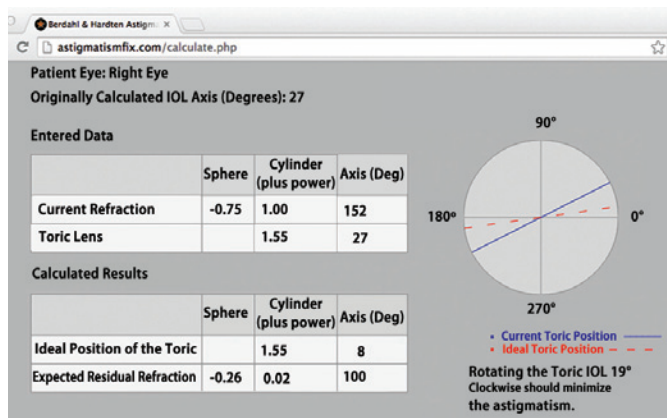 Berdahl & Hardten Astigm
astigmatismfix.com/calculate.php
Patient Eye: Right Eye
Originally Calculated IOL Axis (Degrees): 27
Entered Data
Sphere Cylinder (plus power) Axis (Deg)
Current Refraction -0.75 1.00 152
Toric Lens 1.55 27
Calculated Results
Sphere Cylinder (plus power) Axis (Deg)
Ideal Position of the Toric 1.55 8
Expected Residual Refraction -0.26 0.02 100
90°
180° 0°
270°
Current Toric Position
Ideal Toric Position
Rotating the Toric IOL 19°
Clockwise should minimize
the astigmatism.